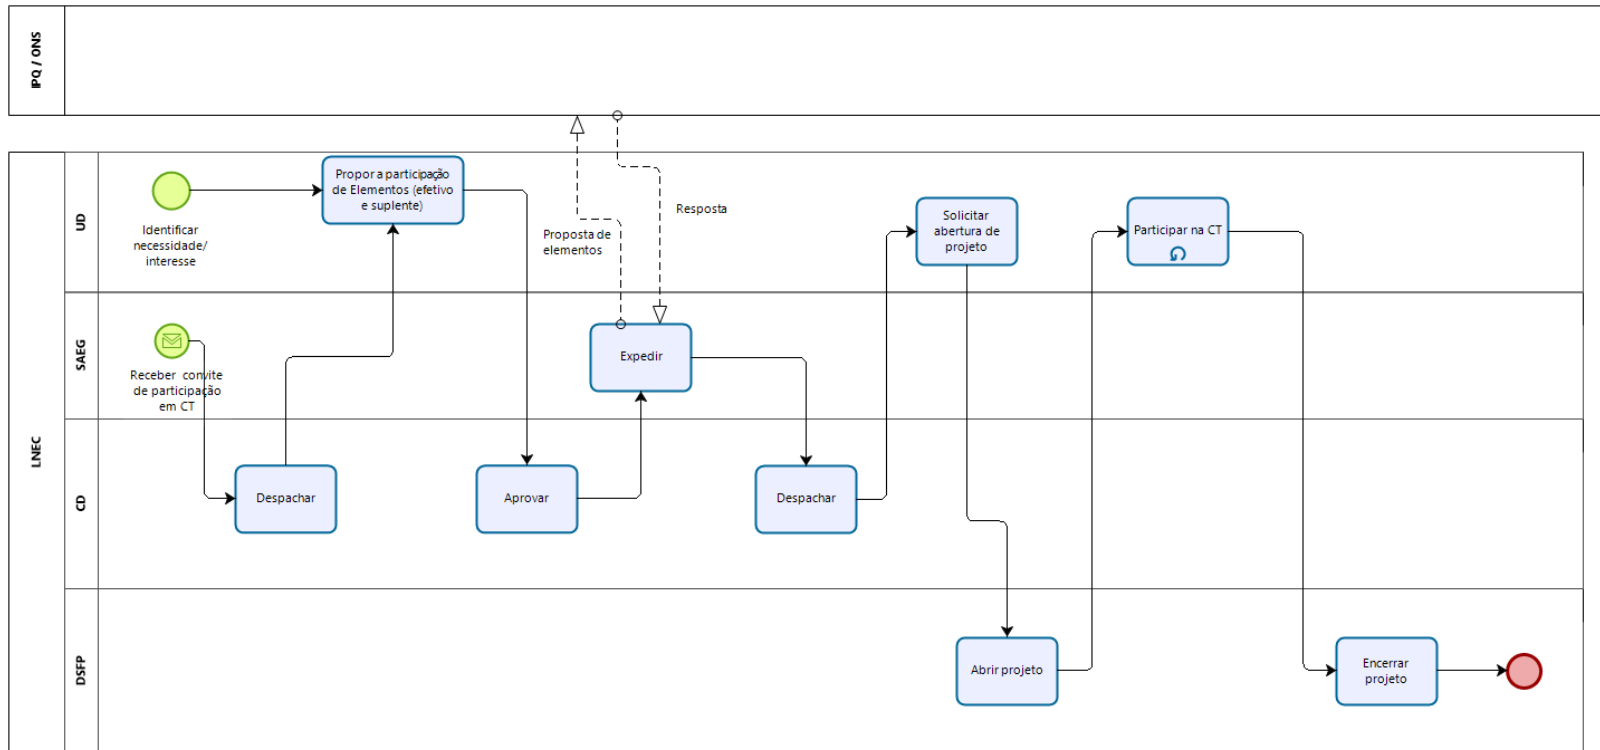 IPQ / ONS
LNEC
UD
Identificar
necessidade/
interesse
Propor a participação
de Elementos (efetivo
e suplente)
Proposta de
elementos
Resposta
Solicitar
abertura de
projeto
Participar na CT
SAEG
Receber convite
de participação
em CT
Expedir
CD
Despachar
Aprovar
Despachar
DSFP
Abrir projeto
Encerrar
projeto